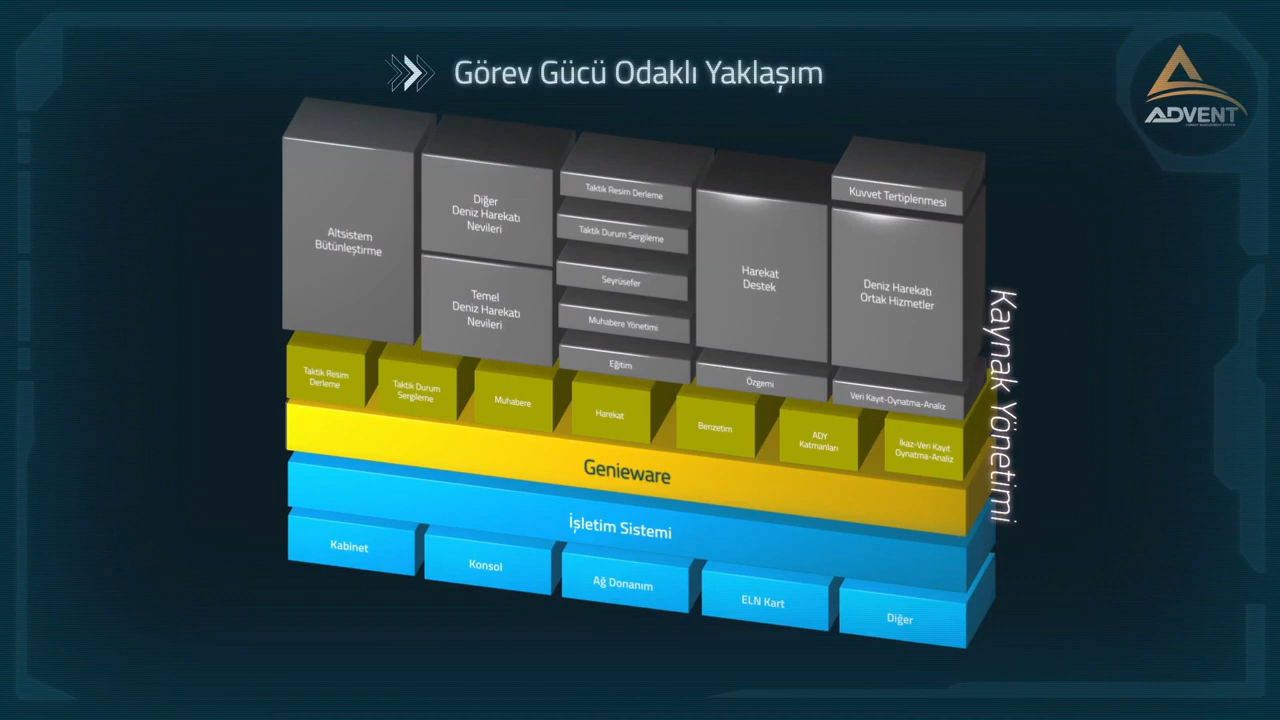 Görev Gücü Odaklı Yaklaşım
ADVENT
Altsistem
Bütünleştirme
Diğer
Deniz Harekatı
Nevileri
Temel
Deniz Harekatı
Nevileri
Taktik Resim Derleme
Taktik Durum Sergileme
Seyrüsefer
Muhabere Yönetimi
Eğitim
Harekat
Destek
Özgemi
Kuvvet Tertiplenmesi
Deniz Harekatı
Ortak Hizmetler
Veri Kayıt-Oynatma-Analiz
Kaynak Yönetimi
Taktik Resim
Derleme
Taktik Durum
Sergileme
Muhabere
Harekat
Benzetim
ADY
Katmanları
İkaz-Veri Kayıt
Oynatma-Analiz
Genieware
İşletim Sistemi
Kabinet
Konsol
Ağ Donanım
ELN Kart
Diğer